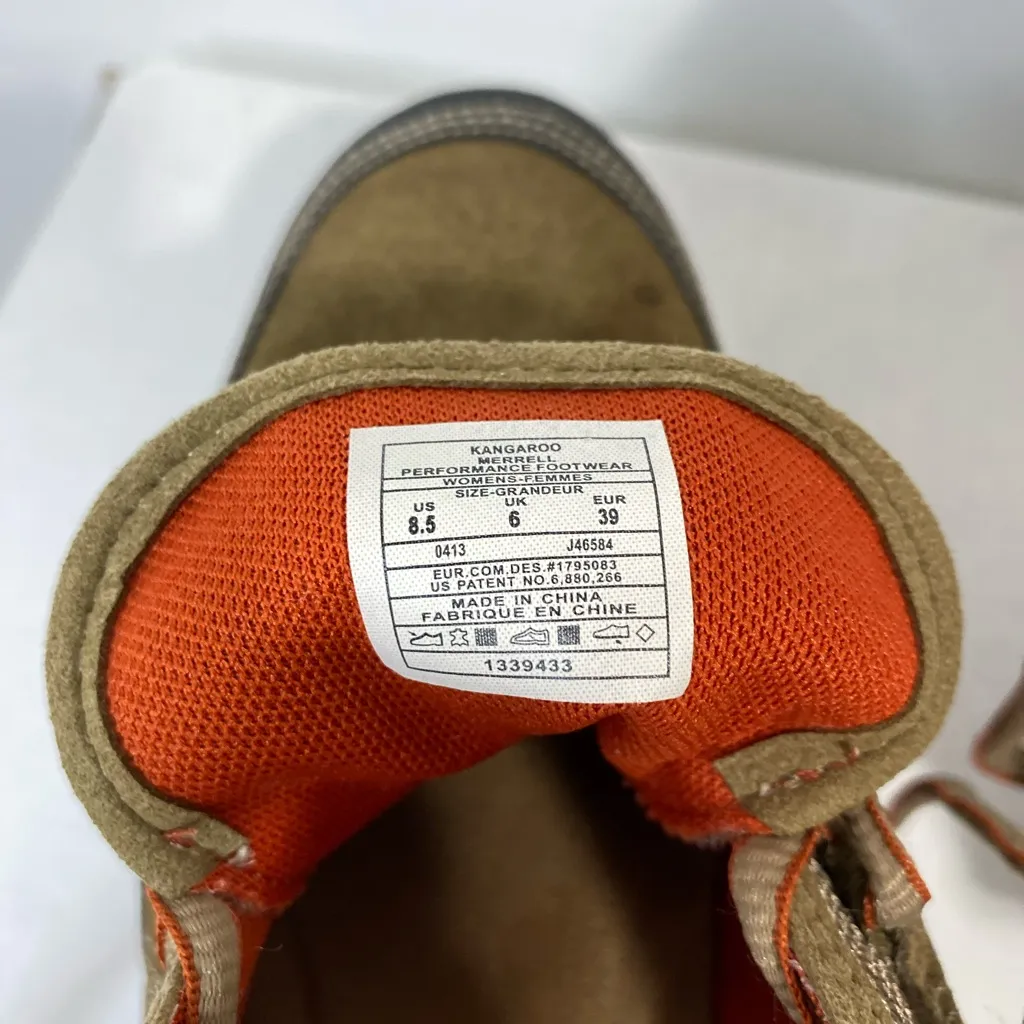 KANGAROO
MERRELL
PERFORMANCE FOOTWEAR
WOMENS-FEMMES
SIZE-GRANDEUR
US UK EUR
8.5 6 39
0413 J46584
EUR.COM.DES.#1795083
US PATENT NO.6,880,266
MADE IN CHINA
FABRIQUE EN CHINE
1339433